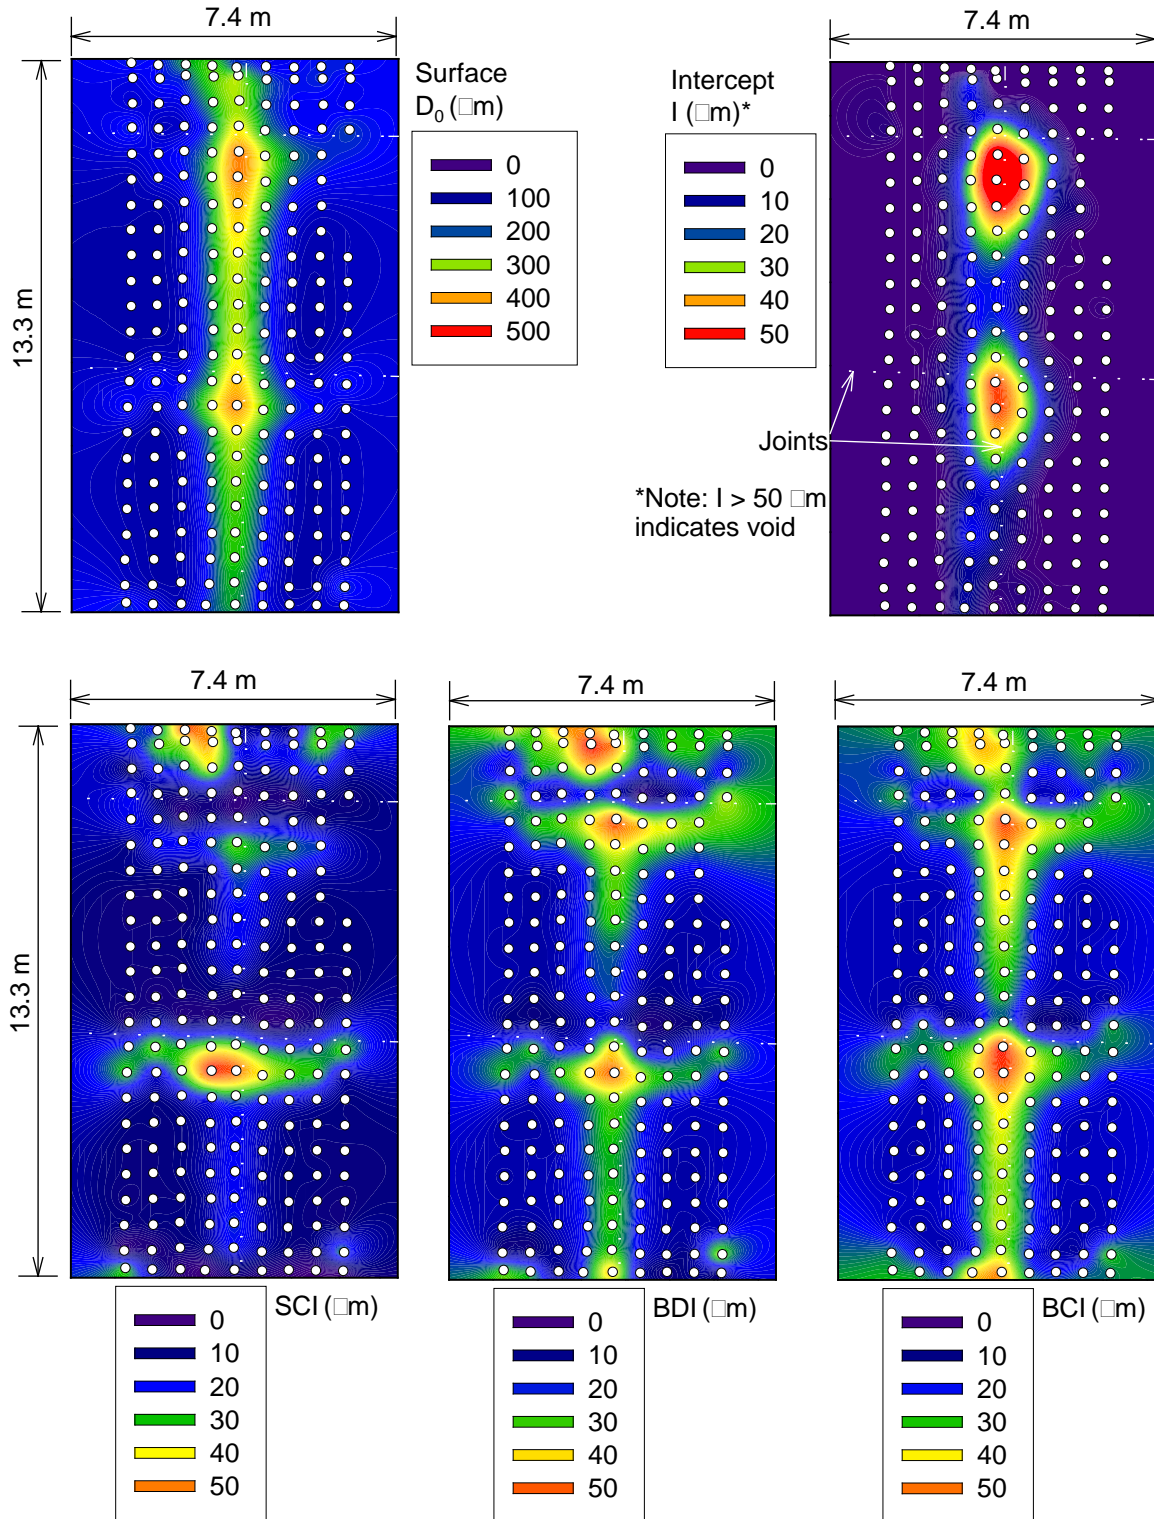 7.4 m
7.4 m
13.3 m
Surface
D0 (□m)
0
100
200
300
400
500
Intercept
I (□m)*
0
10
20
30
40
50
Joints
*Note: I > 50 □m
indicates void
7.4 m
7.4 m
7.4 m
13.3 m
SCI (□m)
0
10
20
30
40
50
BDI (□m)
0
10
20
30
40
50
BCI (□m)
0
10
20
30
40
50